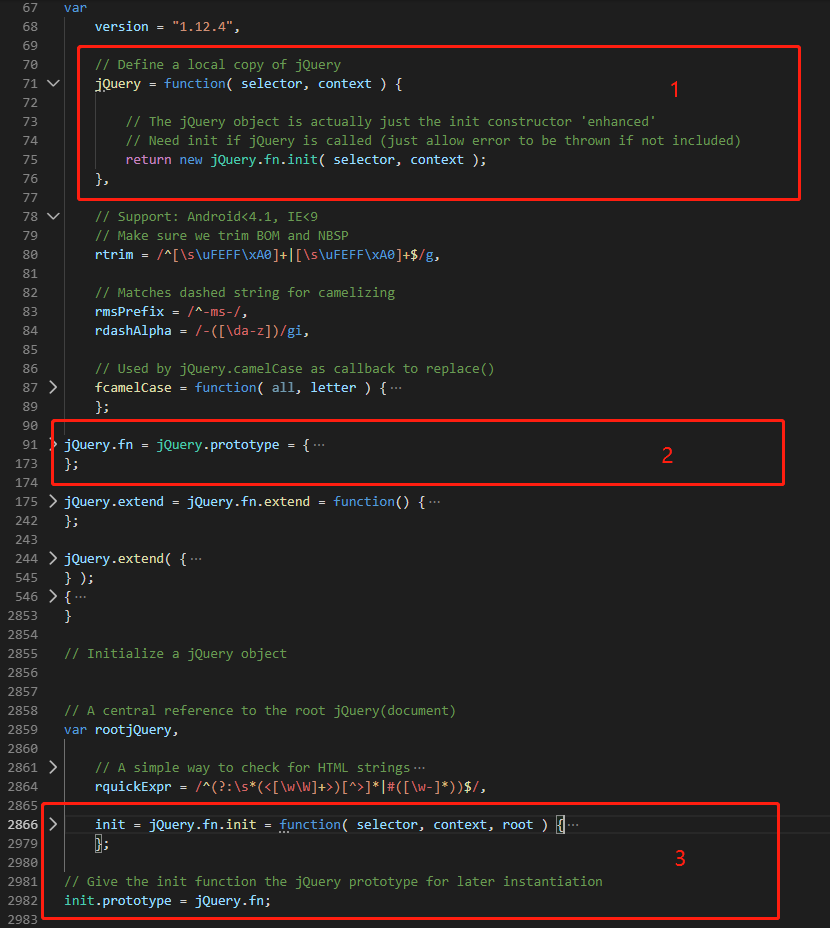 67 var
68 version = "1.12.4",
69
70 // Define a local copy of jQuery
71 jQuery = function( selector, context ) {
1
72
73 // The jQuery object is actually just the init constructor 'enhanced'
74 // Need init if jQuery is called (just allow error to be thrown if not included)
75 return new jQuery.fn.init( selector, context );
76 },
77
78 // Support: Android<4.1, IE<9
79 // Make sure we trim BOM and NBSP
80 rtrim = /^[\s\uFEFF\xA0]+|[\s\uFEFF\xA0]+$/g,
81
82 // Matches dashed string for camelizing
83 rmsPrefix = /^-ms-/,
84 rdashAlpha = /-([\da-z])/gi,
85
86 // Used by jQuery.camelCase as callback to replace()
87 fcamelCase = function( all, letter ) { ···
89 };
90
91 jQuery.fn = jQuery.prototype = { ···
2
173 };
174
175 jQuery.extend = jQuery.fn.extend = function() { ···
242 };
243
244 jQuery.extend( { ···
545 } );
546 { ···
2853 }
2854
2855 // Initialize a jQuery object
2856
2857
2858 // A central reference to the root jQuery(document)
2859 var rootjQuery,
2860
2861 // A simple way to check for HTML strings ···
2864 rquickExpr = /^(?:\s*(<[\w\W]+>)[^>]*|#([\w-]*))$/,
2865
2866 init = jQuery.fn.init = function( selector, context, root ) { ···
2979 };
3
2980
2981 // Give the init function the jQuery prototype for later instantiation
2982 init.prototype = jQuery.fn;
2983